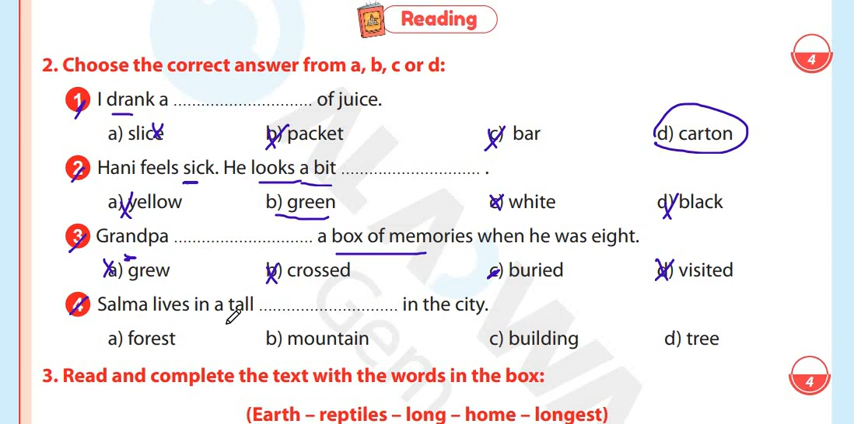 Reading
2. Choose the correct answer from a, b, c or d:
4
1 I drank a .............................. of juice.
a) slice b) packet c) bar d) carton
2 Hani feels sick. He looks a bit .............................. .
a) yellow b) green c) white d) black
3 Grandpa .............................. a box of memories when he was eight.
a) grew b) crossed c) buried d) visited
4 Salma lives in a tall .............................. in the city.
a) forest b) mountain c) building d) tree
3. Read and complete the text with the words in the box:
4
(Earth – reptiles – long – home – longest)